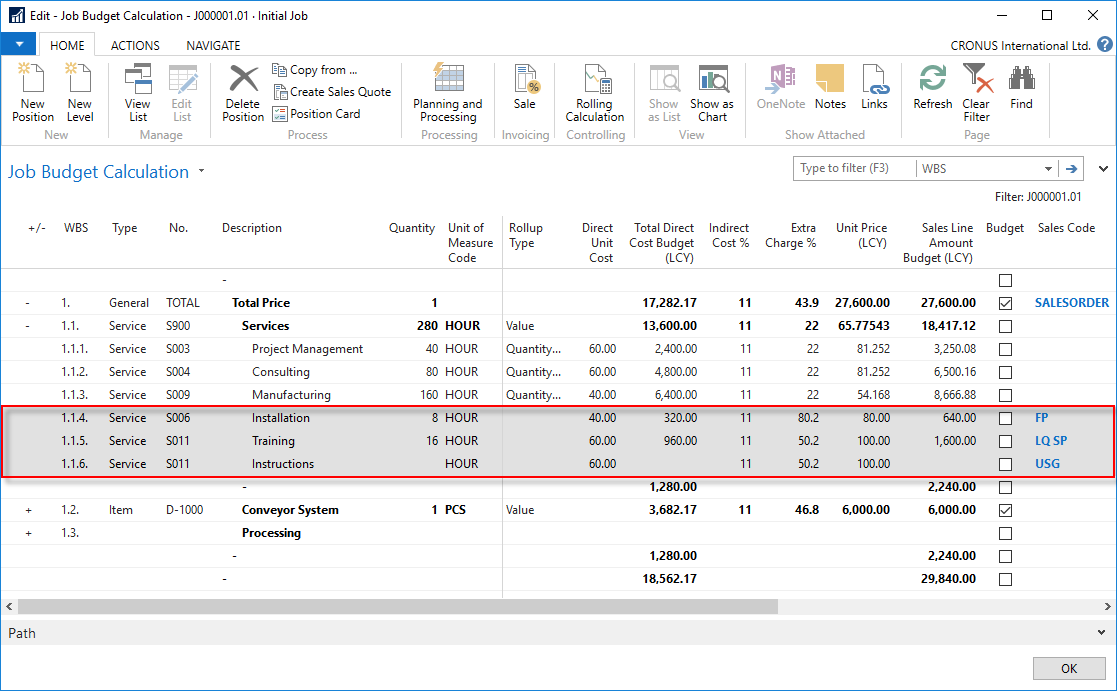 Edit - Job Budget Calculation - J000001.01 · Initial Job
HOME ACTIONS NAVIGATE CRONUS International Ltd. ?
New Position New Level View List Edit List Delete Position Copy from ... Create Sales Quote Position Card Planning and Processing Sale Rolling Calculation Show as List Show as Chart OneNote Notes Links Refresh Clear Filter Find
New Manage Process Processing Invoicing Controlling View Show Attached Page
Job Budget Calculation Type to filter (F3) WBS
Filter: J000001.01
+/- WBS Type No. Description Quantity Unit of Measure Code Rollup Type Direct Unit Cost Total Direct Cost Budget (LCY) Indirect Cost % Extra Charge % Unit Price (LCY) Sales Line Amount Budget (LCY) Budget Sales Code
-
- 1. General TOTAL Total Price 1 17,282.17 11 43.9 27,600.00 27,600.00 SALESORDER
- 1.1. Service S900 Services 280 HOUR Value 13,600.00 11 22 65.77543 18,417.12
1.1.1. Service S003 Project Management 40 HOUR Quantity... 60.00 2,400.00 11 22 81.252 3,250.08
1.1.2. Service S004 Consulting 80 HOUR Quantity... 60.00 4,800.00 11 22 81.252 6,500.16
1.1.3. Service S009 Manufacturing 160 HOUR Quantity... 40.00 6,400.00 11 22 54.168 8,666.88
1.1.4. Service S006 Installation 8 HOUR 40.00 320.00 11 80.2 80.00 640.00 FP
1.1.5. Service S011 Training 16 HOUR 60.00 960.00 11 50.2 100.00 1,600.00 LQ SP
1.1.6. Service S011 Instructions HOUR 60.00 11 50.2 100.00 USG
- 1,280.00 2,240.00
+ 1.2. Item D-1000 Conveyor System 1 PCS Value 3,682.17 11 46.8 6,000.00 6,000.00
+ 1.3. Processing
- 1,280.00 2,240.00
- 18,562.17 29,840.00
Path
OK